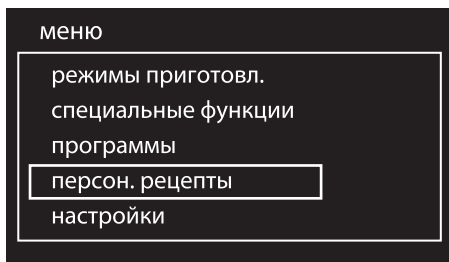 меню
режимы приготовл.
специальные функции
программы
персон. рецепты
настройки